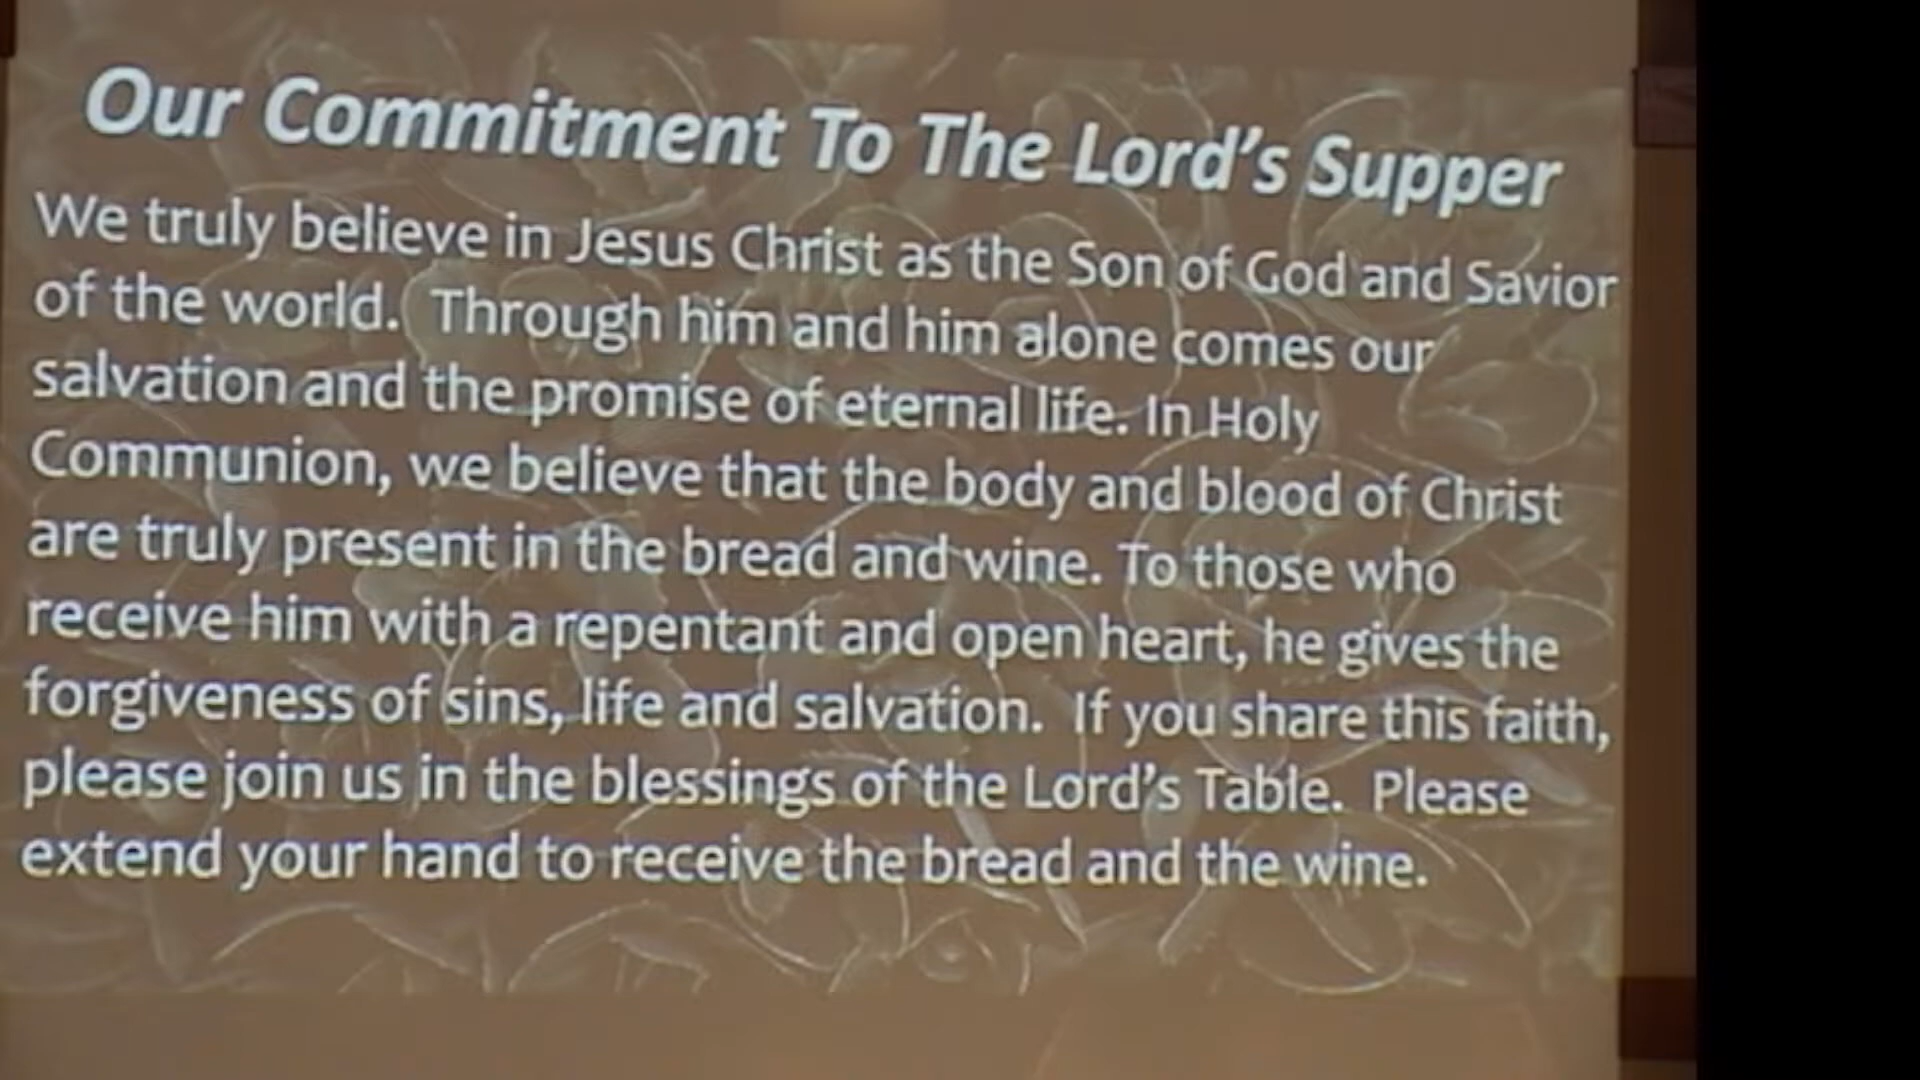 Our Commitment To The Lord's Supper
We truly believe in Jesus Christ as the Son of God and Savior
of the world.  Through him and him alone comes our
salvation and the promise of eternal life. In Holy
Communion, we believe that the body and blood of Christ
are truly present in the bread and wine. To those who
receive him with a repentant and open heart, he gives the
forgiveness of sins, life and salvation.  If you share this faith,
please join us in the blessings of the Lord's Table.  Please
extend your hand to receive the bread and the wine.